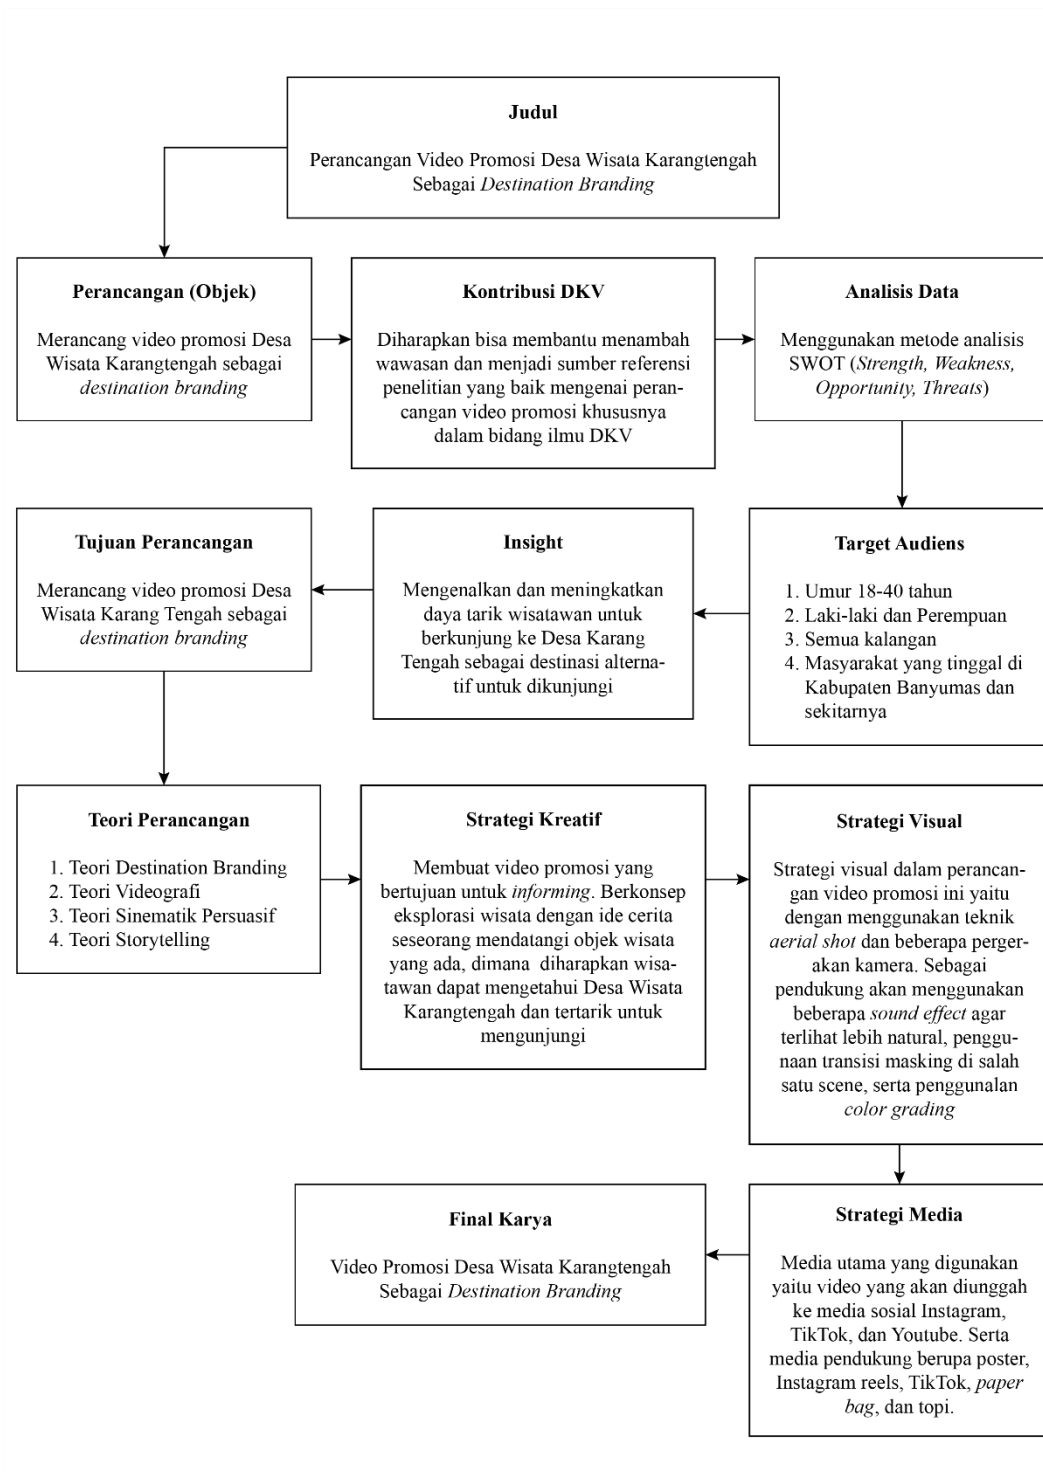 Judul
Perancangan Video Promosi Desa Wisata Karangtengah
Sebagai Destination Branding
Perancangan (Objek)
Merancang video promosi Desa
Wisata Karangtengah sebagai
destination branding
Kontribusi DKV
Diharapkan bisa membantu menambah
wawasan dan menjadi sumber referensi
penelitian yang baik mengenai peran-
cangan video promosi khususnya
dalam bidang ilmu DKV
Analisis Data
Menggunakan metode analisis
SWOT (Strength, Weakness,
Opportunity, Threats)
Tujuan Perancangan
Merancang video promosi Desa
Wisata Karang Tengah sebagai
destination branding
Insight
Mengenalkan dan meningkatkan
daya tarik wisatawan untuk
berkunjung ke Desa Karang
Tengah sebagai destinasi alterna-
tif untuk dikunjungi
Target Audiens
1. Umur 18-40 tahun
2. Laki-laki dan Perempuan
3. Semua kalangan
4. Masyarakat yang tinggal di
Kabupaten Banyumas dan
sekitarnya
Teori Perancangan
1. Teori Destination Branding
2. Teori Videografi
3. Teori Sinematik Persuasif
4. Teori Storytelling
Strategi Kreatif
Membuat video promosi yang
bertujuan untuk informing. Berkonsep
eksplorasi wisata dengan ide cerita
seseorang mendatangi objek wisata
yang ada, dimana diharapkan wisa-
tawan dapat mengetahui Desa Wisata
Karangtengah dan tertarik untuk
mengunjungi
Strategi Visual
Strategi visual dalam perancan-
gan video promosi ini yaitu
dengan menggunakan teknik
aerial shot dan beberapa perger-
akan kamera. Sebagai
pendukung akan menggunakan
beberapa sound effect agar
terlihat lebih natural, penggu-
naan transisi masking di salah
satu scene, serta penggunalan
color grading
Final Karya
Video Promosi Desa Wisata Karangtengah
Sebagai Destination Branding
Strategi Media
Media utama yang digunakan
yaitu video yang akan diunggah
ke media sosial Instagram,
TikTok, dan Youtube. Serta
media pendukung berupa poster,
Instagram reels, TikTok, paper
bag, dan topi.